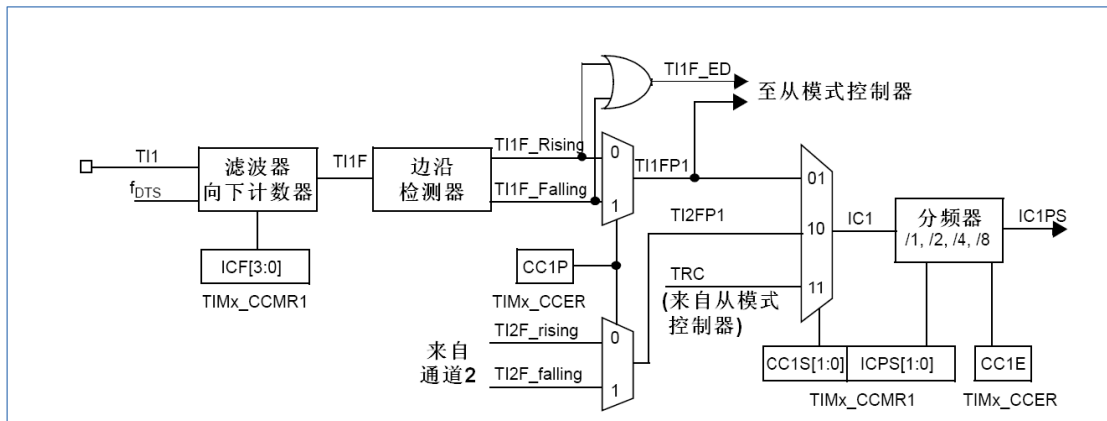 TI1F_ED
至从模式控制器
TI1
fDTS
滤波器
向下计数器
TI1F
边沿
检测器
TI1F_Rising
TI1F_Falling
0
1
TI1FP1
TI2FP1
01
10
11
IC1
分频器
/1, /2, /4, /8
IC1PS
ICF[3:0]
TIMx_CCMR1
CC1P
TIMx_CCER
TRC
(来自从模式
控制器)
来自
通道2
TI2F_rising
TI2F_falling
0
1
CC1S[1:0]
ICPS[1:0]
TIMx_CCMR1
CC1E
TIMx_CCER